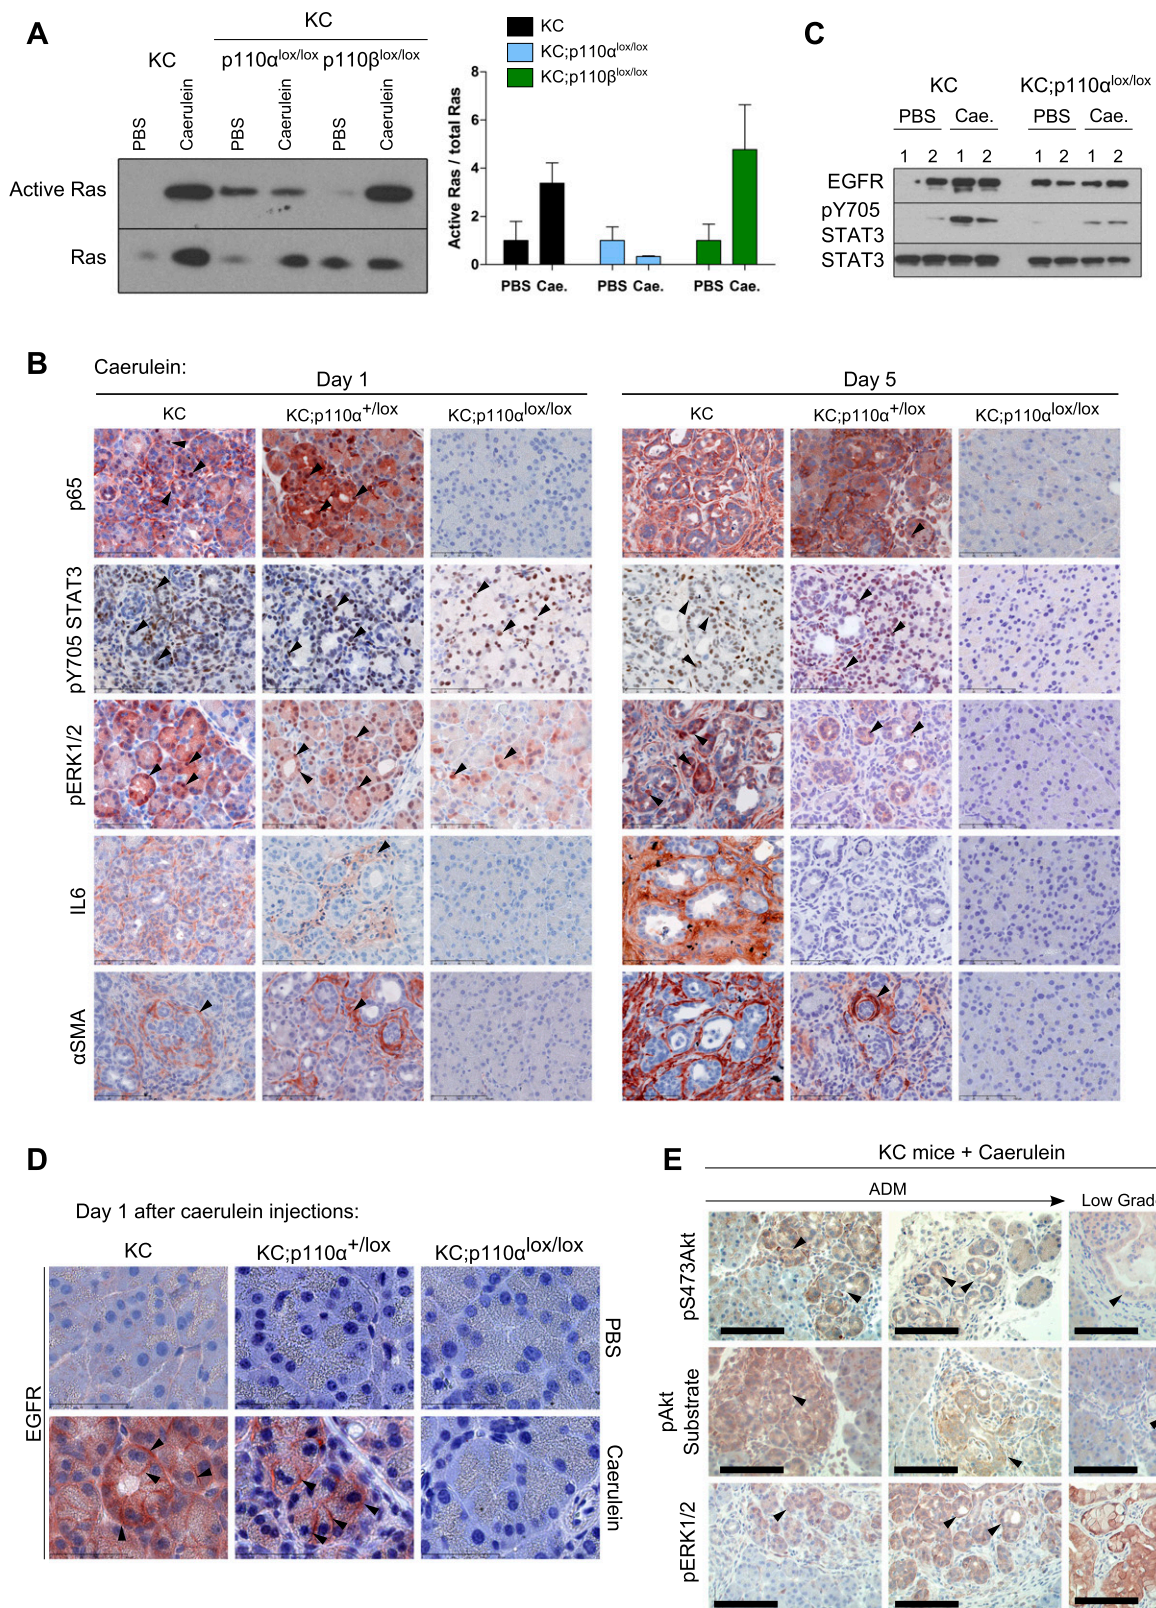 A
KC
KC
p110α^lox/lox p110β^lox/lox
PBS
Caerulein
PBS
Caerulein
PBS
Caerulein
Active Ras
Ras
KC
KC;p110α^lox/lox
KC;p110β^lox/lox
Active Ras / total Ras
8
6
4
2
0
PBS Cae. PBS Cae. PBS Cae.
C
KC KC;p110α^lox/lox
PBS Cae. PBS Cae.
1 2 1 2 1 2 1 2
EGFR
pY705
STAT3
STAT3
B
Caerulein:
Day 1 Day 5
KC KC;p110α^+/lox KC;p110α^lox/lox KC KC;p110α^+/lox KC;p110α^lox/lox
p65
pY705 STAT3
pERK1/2
IL6
αSMA
D
Day 1 after caerulein injections:
KC KC;p110α^+/lox KC;p110α^lox/lox
EGFR
PBS
Caerulein
E
KC mice + Caerulein
ADM
Low Grade
pS473Akt
pAkt
Substrate
pERK1/2